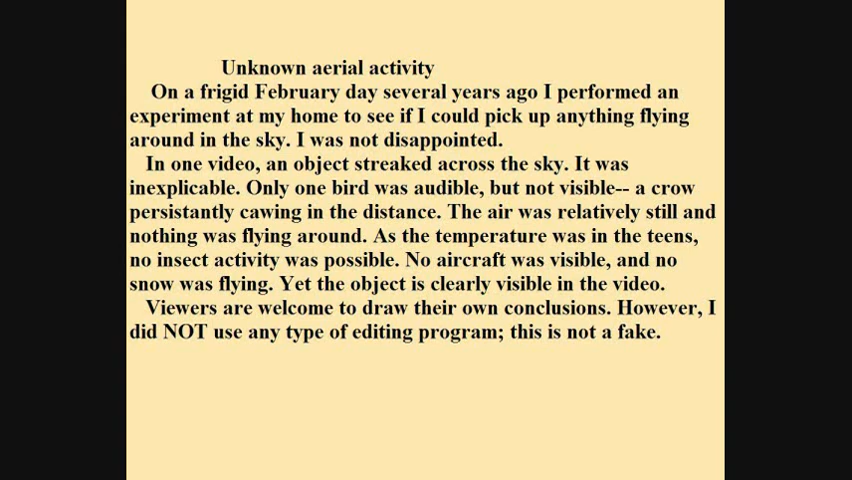 Unknown aerial activity
On a frigid February day several years ago I performed an
experiment at my home to see if I could pick up anything flying
around in the sky. I was not disappointed.
In one video, an object streaked across the sky. It was
inexplicable. Only one bird was audible, but not visible-- a crow
persistantly cawing in the distance. The air was relatively still and
nothing was flying around. As the temperature was in the teens,
no insect activity was possible. No aircraft was visible, and no
snow was flying. Yet the object is clearly visible in the video.
Viewers are welcome to draw their own conclusions. However, I
did NOT use any type of editing program; this is not a fake.